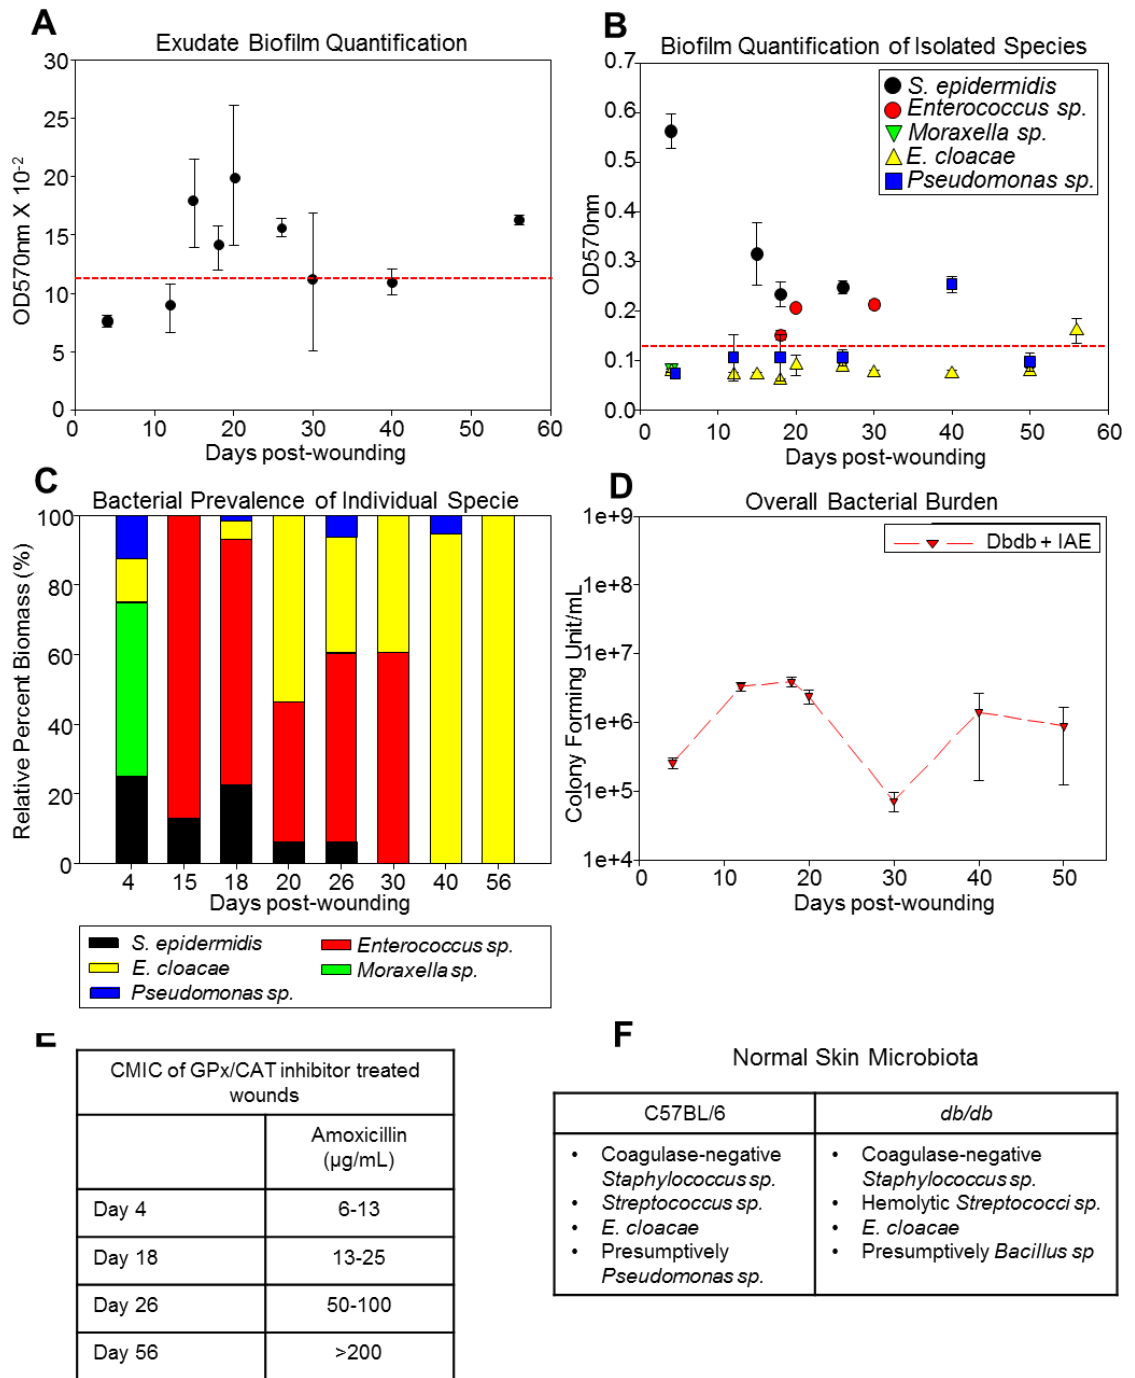 A
Exudate Biofilm Quantification
30
25
20
15
10
5
0
OD570nm X 10-2
0 10 20 30 40 50 60
Days post-wounding
B
Biofilm Quantification of Isolated Species
0.7
0.6
0.5
0.4
0.3
0.2
0.1
0.0
OD570nm
S. epidermidis
Enterococcus sp.
Moraxella sp.
E. cloacae
Pseudomonas sp.
0 10 20 30 40 50 60
Days post-wounding
C
Bacterial Prevalence of Individual Specie
100
80
60
40
20
0
Relative Percent Biomass (%)
4 15 18 20 26 30 40 56
Days post-wounding
S. epidermidis
Enterococcus sp.
E. cloacae
Moraxella sp.
Pseudomonas sp.
D
Overall Bacterial Burden
1e+9
1e+8
1e+7
1e+6
1e+5
1e+4
Colony Forming Unit/mL
Dbdb + IAE
0 10 20 30 40 50
Days post-wounding
E
CMIC of GPx/CAT inhibitor treated
wounds
Amoxicillin
(µg/mL)
Day 4 6-13
Day 18 13-25
Day 26 50-100
Day 56 >200
F
Normal Skin Microbiota
C57BL/6 db/db
• Coagulase-negative
Staphylococcus sp.
• Streptococcus sp.
• E. cloacae
• Presumptively
Pseudomonas sp.
• Coagulase-negative
Staphylococcus sp.
• Hemolytic Streptococci sp.
• E. cloacae
• Presumptively Bacillus sp